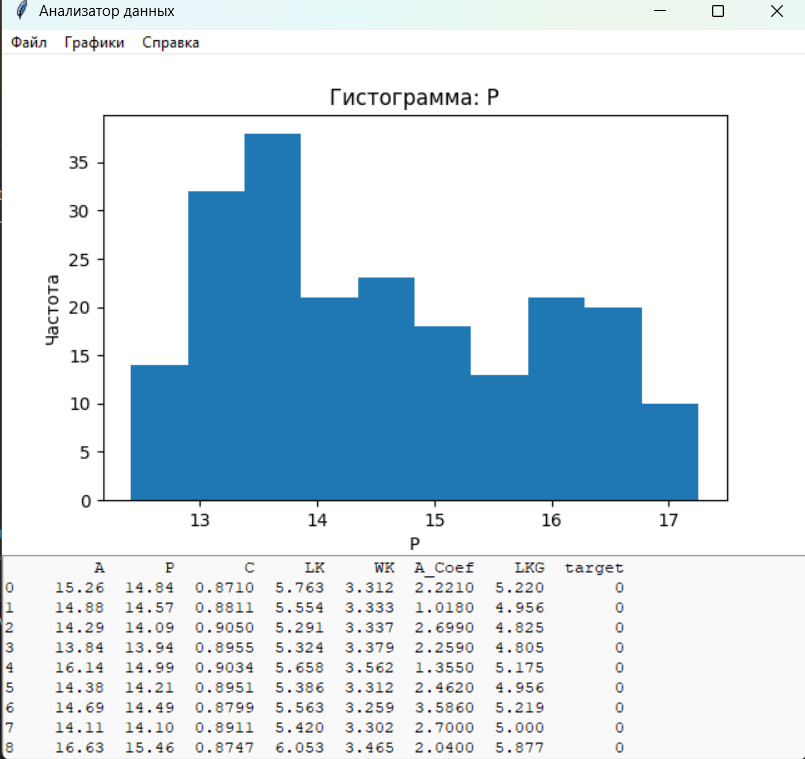 Анализатор данных
Файл Графики Справка
Гистограмма: P
35
30
25
20
15
10
5
0
Частота
13 14 15 16 17
P
A P C LK WK A_Coef LKG target
0 15.26 14.84 0.8710 5.763 3.312 2.2210 5.220 0
1 14.88 14.57 0.8811 5.554 3.333 1.0180 4.956 0
2 14.29 14.09 0.9050 5.291 3.337 2.6990 4.825 0
3 13.84 13.94 0.8955 5.324 3.379 2.2590 4.805 0
4 16.14 14.99 0.9034 5.658 3.562 1.3550 5.175 0
5 14.38 14.21 0.8951 5.386 3.312 2.4620 4.956 0
6 14.69 14.49 0.8799 5.563 3.259 3.5860 5.219 0
7 14.11 14.10 0.8911 5.420 3.302 2.7000 5.000 0
8 16.63 15.46 0.8747 6.053 3.465 2.0400 5.877 0